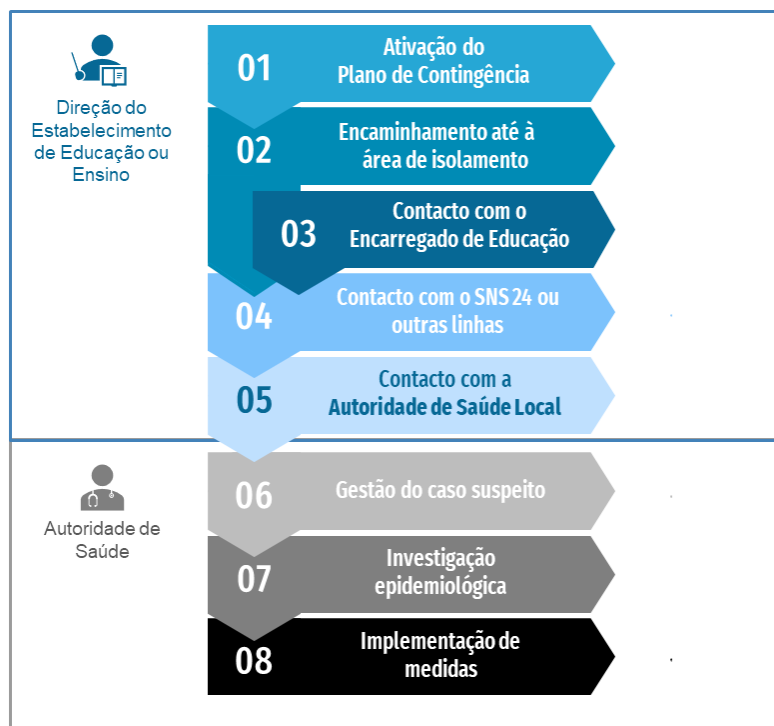 Direção do
Estabelecimento
de Educação ou
Ensino
01
Ativação do
Plano de Contingência
02
Encaminhamento até à
área de isolamento
03
Contacto com o
Encarregado de Educação
04
Contacto com o SNS 24 ou
outras linhas
05
Contacto com a
Autoridade de Saúde Local
Autoridade de
Saúde
06
Gestão do caso suspeito
07
Investigação
epidemiológica
08
Implementação de
medidas